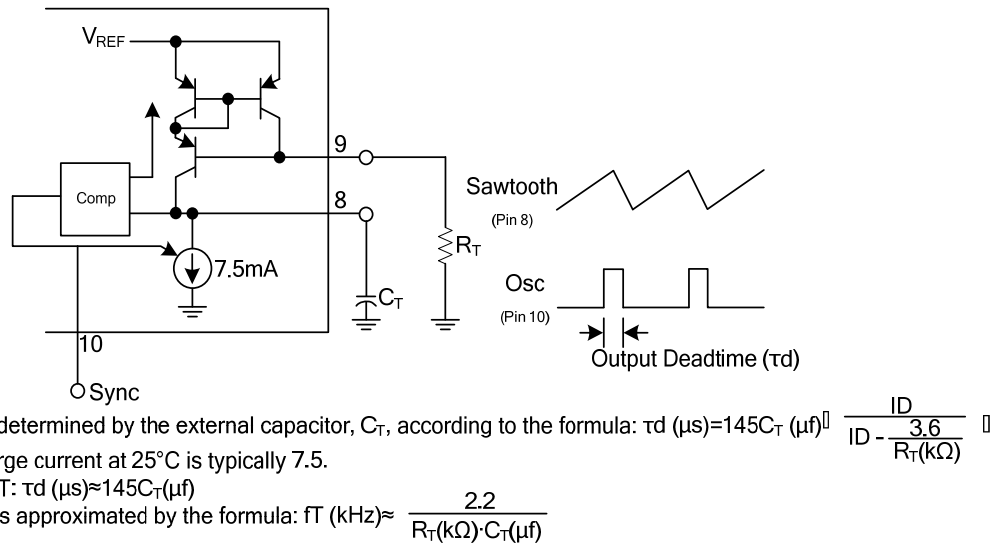 VREF
9
Comp
8
Sawtooth
(Pin 8)
RT
7.5mA
CT
Osc
(Pin 10)
10
Output Deadtime (τd)
Sync
determined by the external capacitor, CT, according to the formula: τd (µs)=145CT (µf) ID / ID - 3.6 / RT(kΩ)
rge current at 25°C is typically 7.5.
T: τd (µs)≈145CT(µf)
s approximated by the formula: fT (kHz)≈ 2.2 / RT(kΩ)·CT(µf)